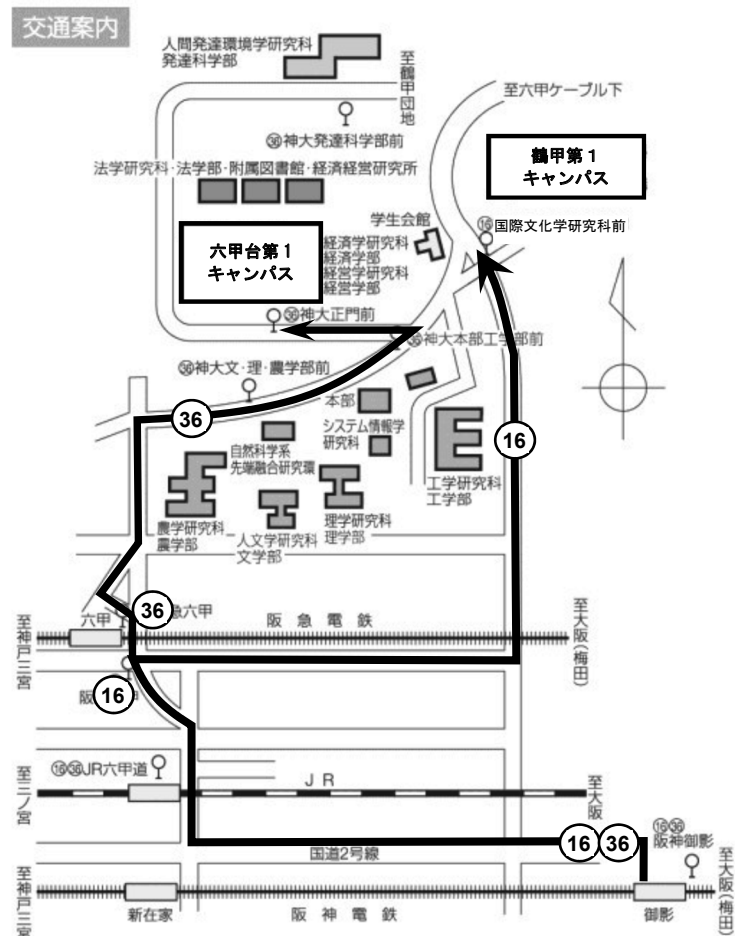 交通案内
人間発達環境学研究科
発達科学部
至鶴甲団地
至六甲ケーブル下
㊱神大発達科学部前
鶴甲第1
キャンパス
法学研究科・法学部・附属図書館・経済経営研究所
学生会館
⑯国際文化学研究科前
六甲台第1
キャンパス
経済学研究科
経済学部
経営学研究科
経営学部
㊱神大正門前
㊱神大本部工学部前
㊱神大文・理・農学部前
36
本部
16
システム情報学
研究科
自然科学系
先端融合研究環
工学研究科
工学部
農学研究科
農学部
理学研究科
理学部
人文学研究科
文学部
36
六甲
急六甲
阪急電鉄
至神戸三宮
至大阪(梅田)
16
阪
⑯㊱JR六甲道
JR
至三ノ宮
至大阪
16
36
⑯㊱
阪神御影
国道2号線
至神戸三宮
至大阪(梅田)
新在家
阪神電鉄
御影